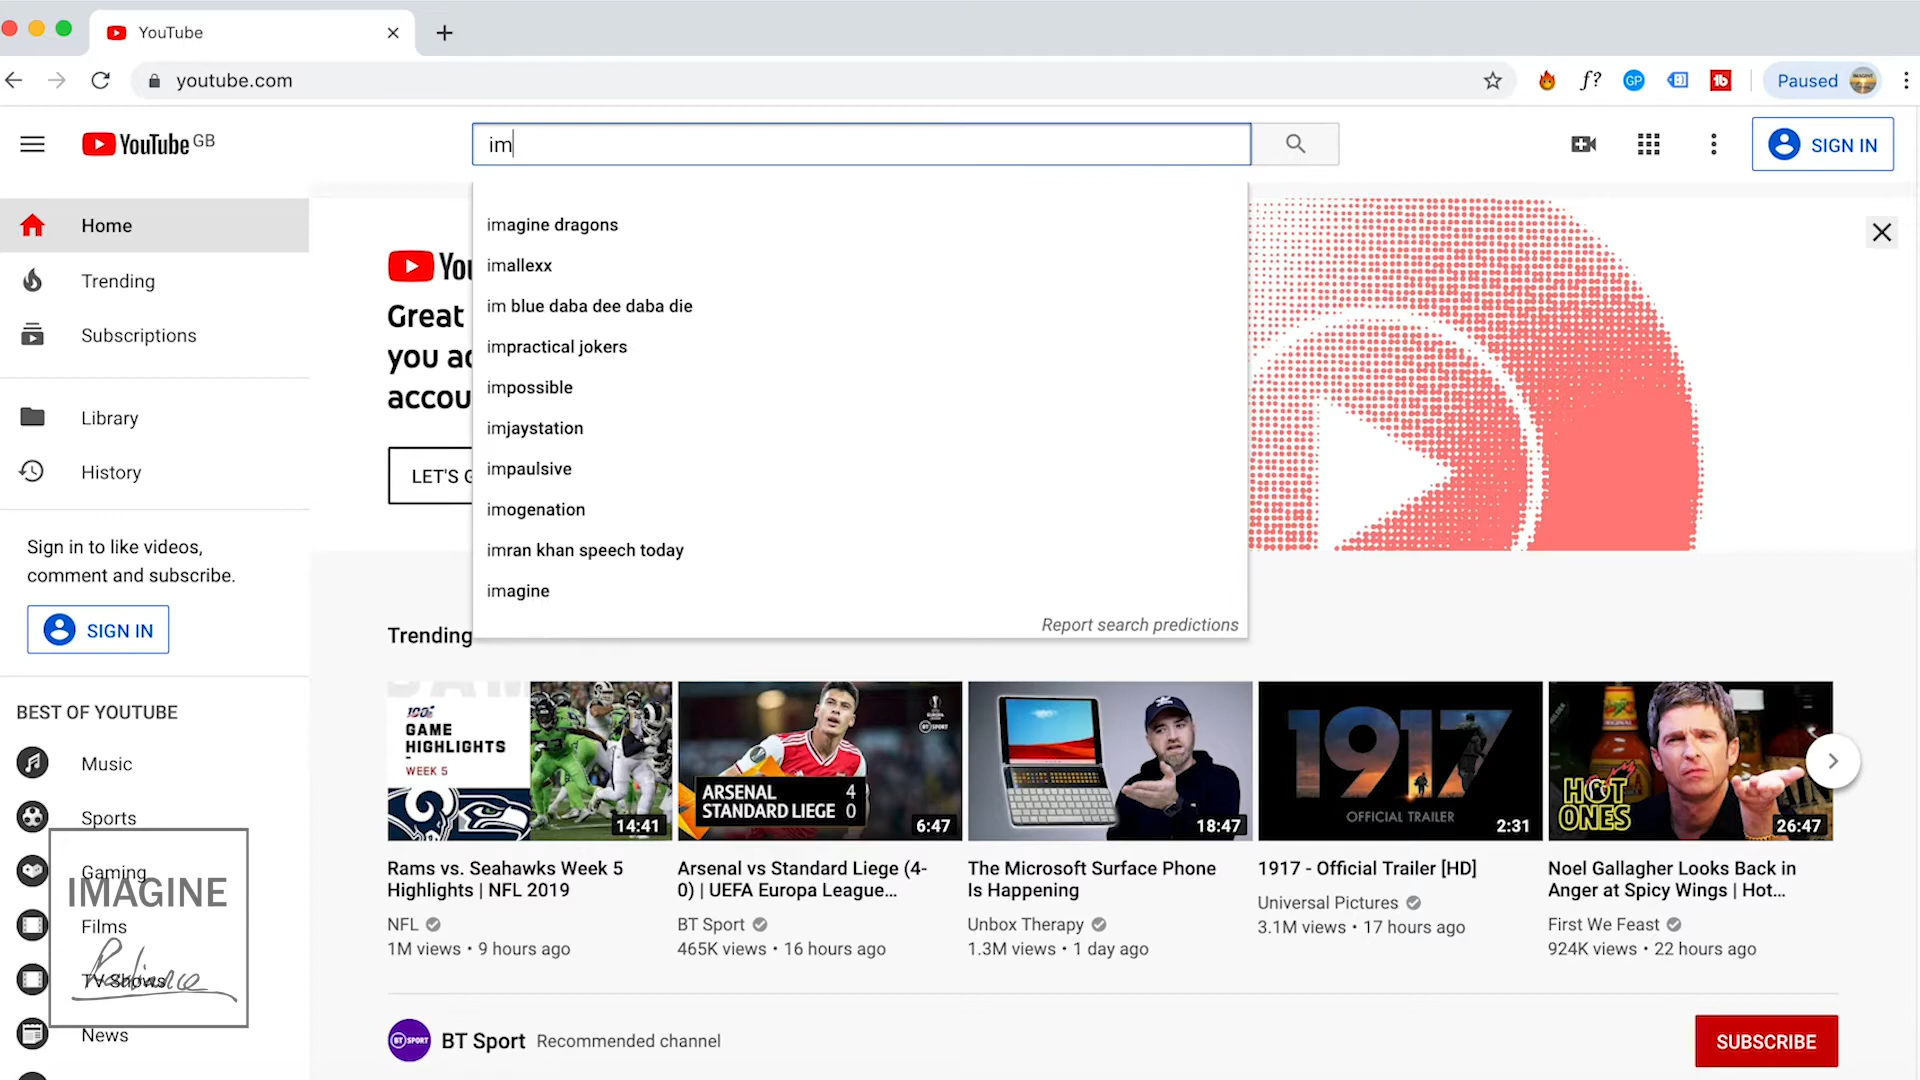 YouTube
youtube.com
f?
GP
Paused
YouTube GB
im
SIGN IN
Home
Trending
Subscriptions
Library
History
Sign in to like videos,
comment and subscribe.
SIGN IN
BEST OF YOUTUBE
Music
Sports
Gaming
Films
TV Shows
News
IMAGINE
imagine dragons
imallexx
im blue daba dee daba die
impractical jokers
impossible
imjaystation
impaulsive
imogenation
imran khan speech today
imagine
Report search predictions
You
Great
you ac
accou
LET'S G
Trending
GAME
HIGHLIGHTS
WEEK 5
14:41
Rams vs. Seahawks Week 5
Highlights | NFL 2019
NFL
1M views • 9 hours ago
ARSENAL 4
STANDARD LIEGE 0
BT SPORT
6:47
Arsenal vs Standard Liege (4-
0) | UEFA Europa League...
BT Sport
465K views • 16 hours ago
18:47
The Microsoft Surface Phone
Is Happening
Unbox Therapy
1.3M views • 1 day ago
1917
OFFICIAL TRAILER
2:31
1917 - Official Trailer [HD]
Universal Pictures
3.1M views • 17 hours ago
HOT
ONES
26:47
Noel Gallagher Looks Back in
Anger at Spicy Wings | Hot...
First We Feast
924K views • 22 hours ago
BT SPORT
BT Sport Recommended channel
SUBSCRIBE